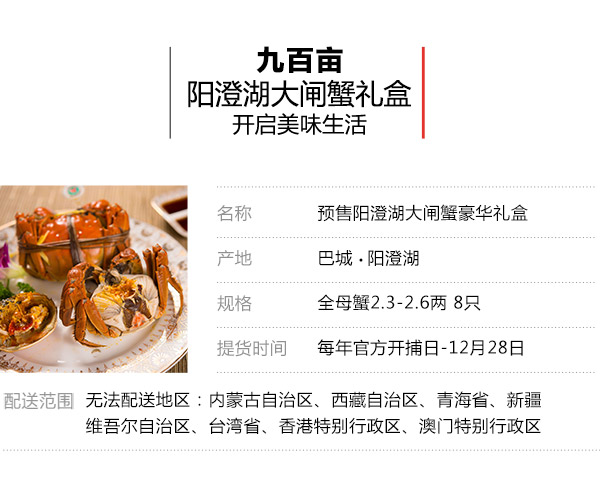 九百亩
阳澄湖大闸蟹礼盒
开启美味生活
名称 预售阳澄湖大闸蟹豪华礼盒
产地 巴城·阳澄湖
规格 全母蟹2.3-2.6两 8只
提货时间 每年官方开捕日-12月28日
配送范围 无法配送地区：内蒙古自治区、西藏自治区、青海省、新疆
维吾尔自治区、台湾省、香港特别行政区、澳门特别行政区